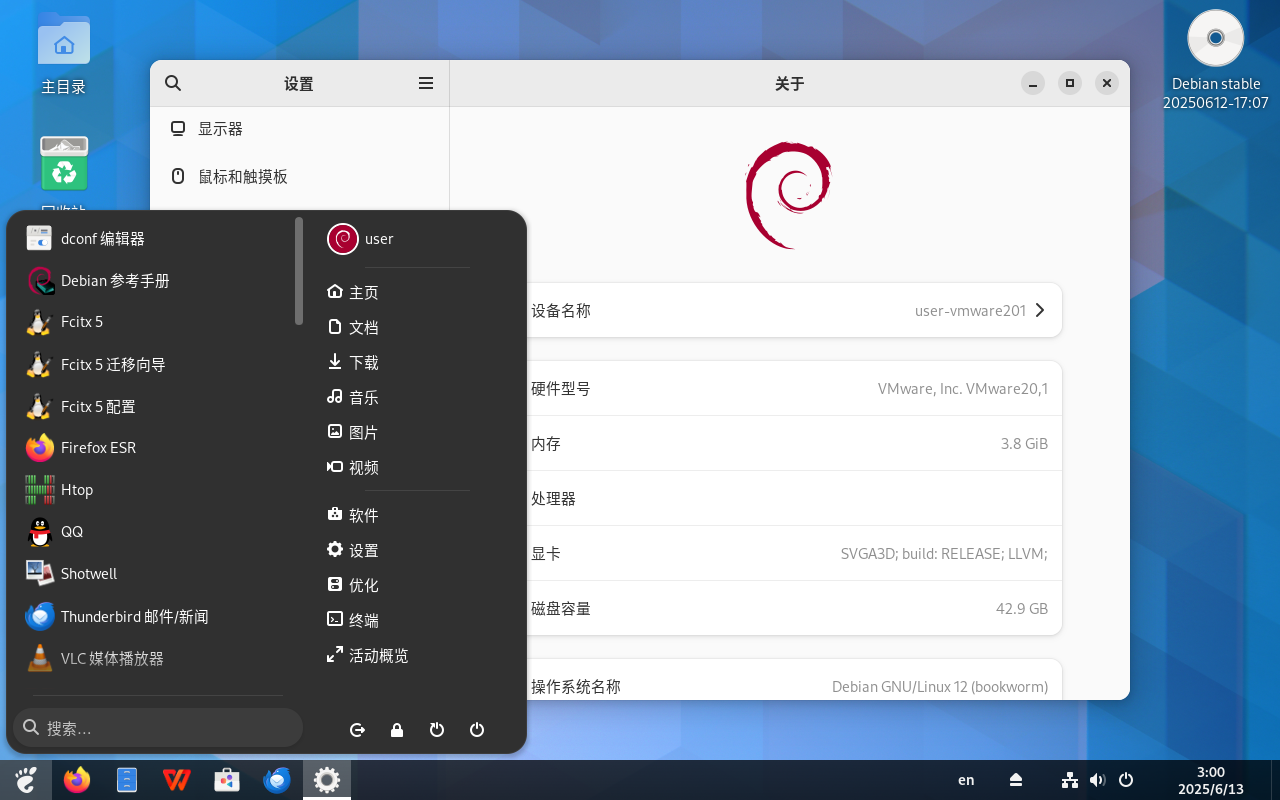 主目录
Debian stable
20250612-17:07
设置
关于
显示器
鼠标和触摸板
dconf 编辑器
Debian 参考手册
Fcitx 5
Fcitx 5 迁移向导
Fcitx 5 配置
Firefox ESR
Htop
QQ
Shotwell
Thunderbird 邮件/新闻
VLC 媒体播放器
搜索…
user
主页
文档
下载
音乐
图片
视频
软件
设置
优化
终端
活动概览
设备名称 user-vmware201
硬件型号 VMware, Inc. VMware20,1
内存 3.8 GiB
处理器
显卡 SVGA3D; build: RELEASE; LLVM;
磁盘容量 42.9 GB
操作系统名称 Debian GNU/Linux 12 (bookworm)
en
3:00
2025/6/13